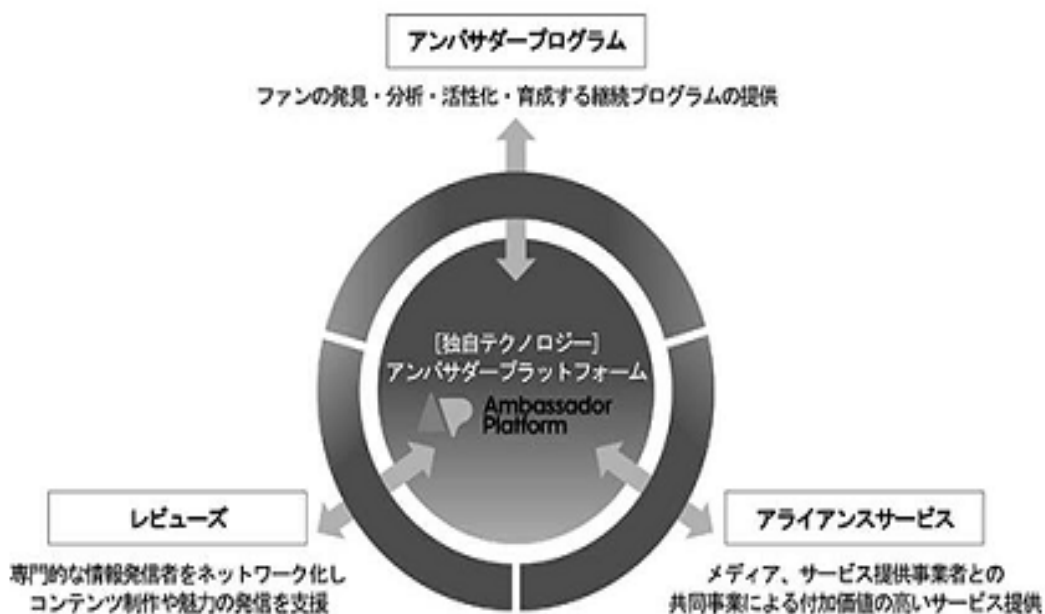 アンバサダープログラム
ファンの発見・分析・活性化・育成する継続プログラムの提供
[独自テクノロジー]
アンバサダープラットフォーム
Ambassador
Platform
レビューズ
専門的な情報発信者をネットワーク化し
コンテンツ制作や魅力の発信を支援
アライアンスサービス
メディア、サービス提供事業者との
共同事業による付加価値の高いサービス提供